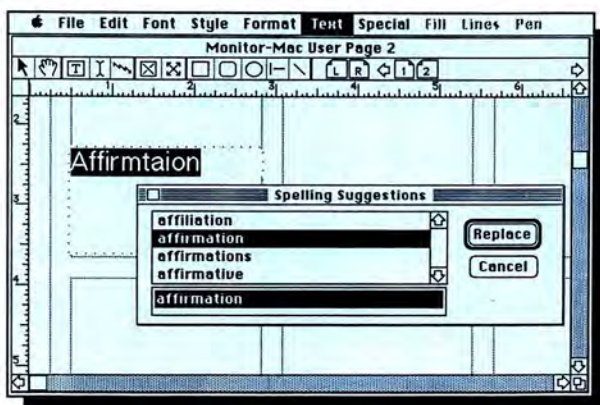 File Edit Font Style Format Text Special Fill Lines Pen
Monitor-Mac User Page 2
T L R 1 2
1 2 3 4 5 6
2
Affirmtaion
Spelling Suggestions
affiliation
3
affirmation
Replace
affirmations
affirmative
Cancel
4
affirmation
5